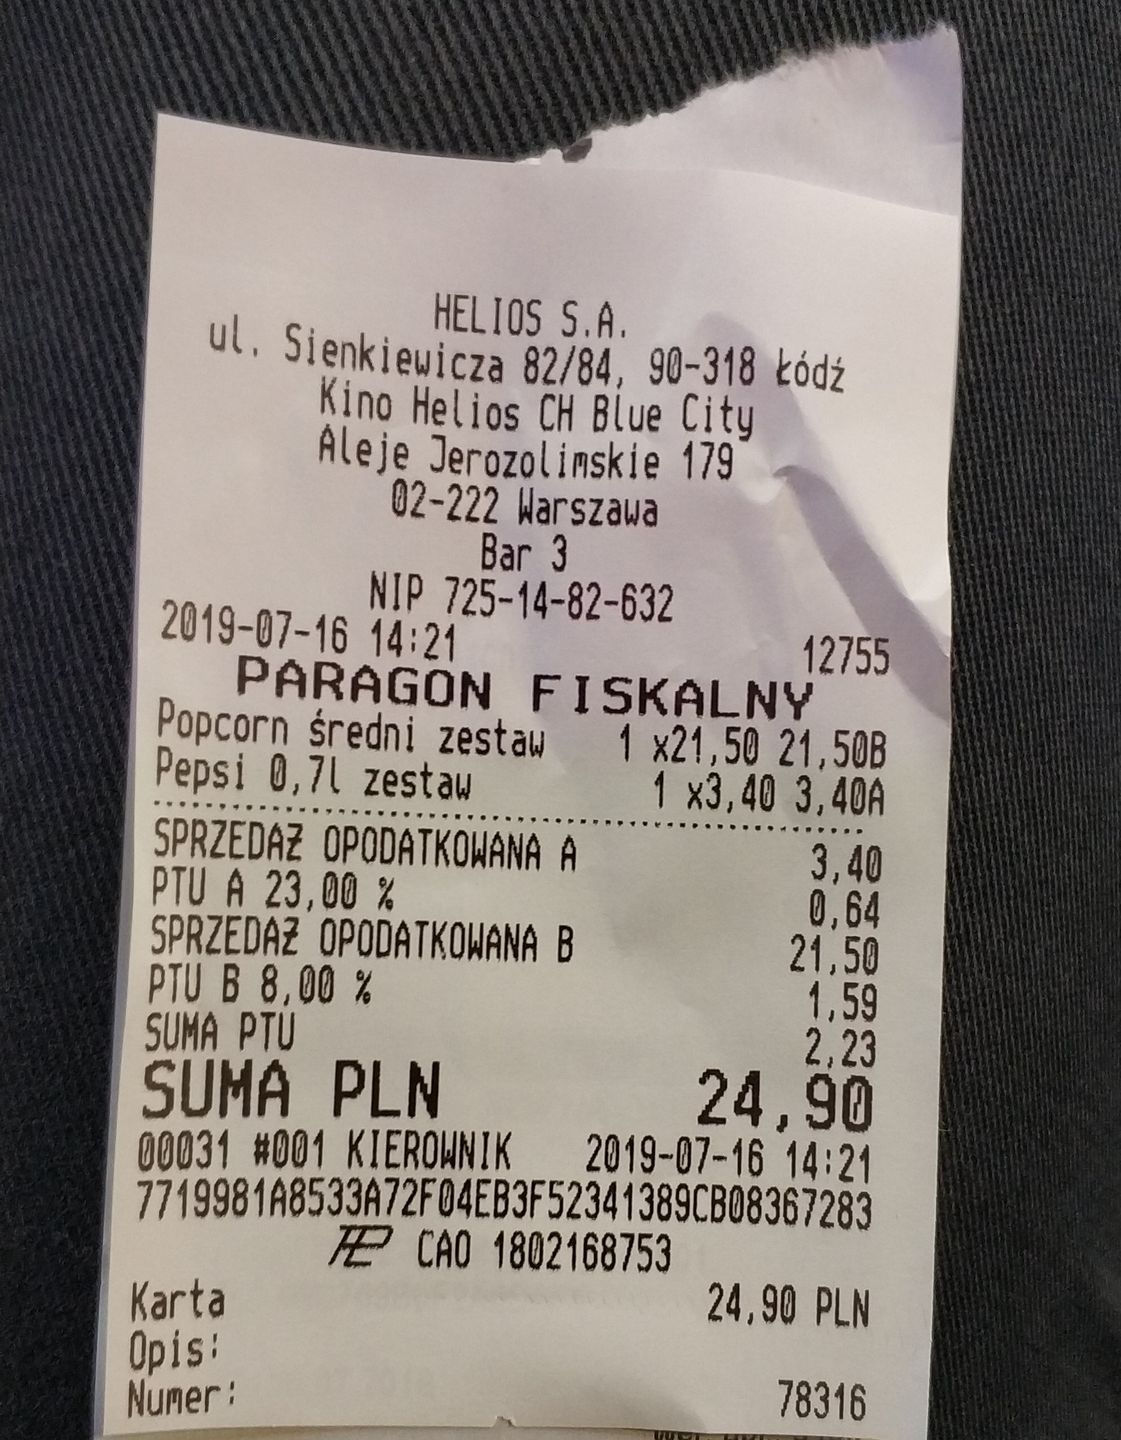 HELIOS S.A.
ul. Sienkiewicza 82/84, 90-318 Łódź
Kino Helios CH Blue City
Aleje Jerozolimskie 179
02-222 Warszawa
Bar 3
NIP 725-14-82-632
2019-07-16 14:21 12755
PARAGON FISKALNY
Popcorn średni zestaw 1 x21,50 21,50B
Pepsi 0,7l zestaw 1 x3,40 3,40A
SPRZEDAŻ OPODATKOWANA A 3,40
PTU A 23,00 % 0,64
SPRZEDAŻ OPODATKOWANA B 21,50
PTU B 8,00 % 1,59
SUMA PTU 2,23
SUMA PLN 24,90
00031 #001 KIEROWNIK 2019-07-16 14:21
7719981A8533A72F04EB3F52341389CB08367283
CAO 1802168753
Karta 24,90 PLN
Opis:
Numer: 78316